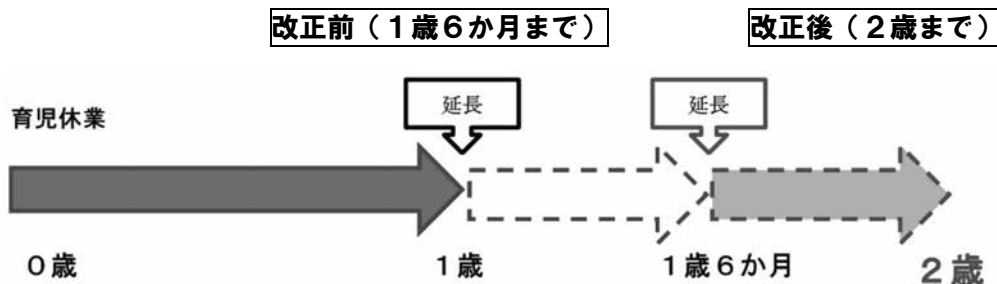 改正前（１歳６か月まで）
改正後（２歳まで）
延長
延長
育児休業
０歳
１歳
１歳６か月
２歳